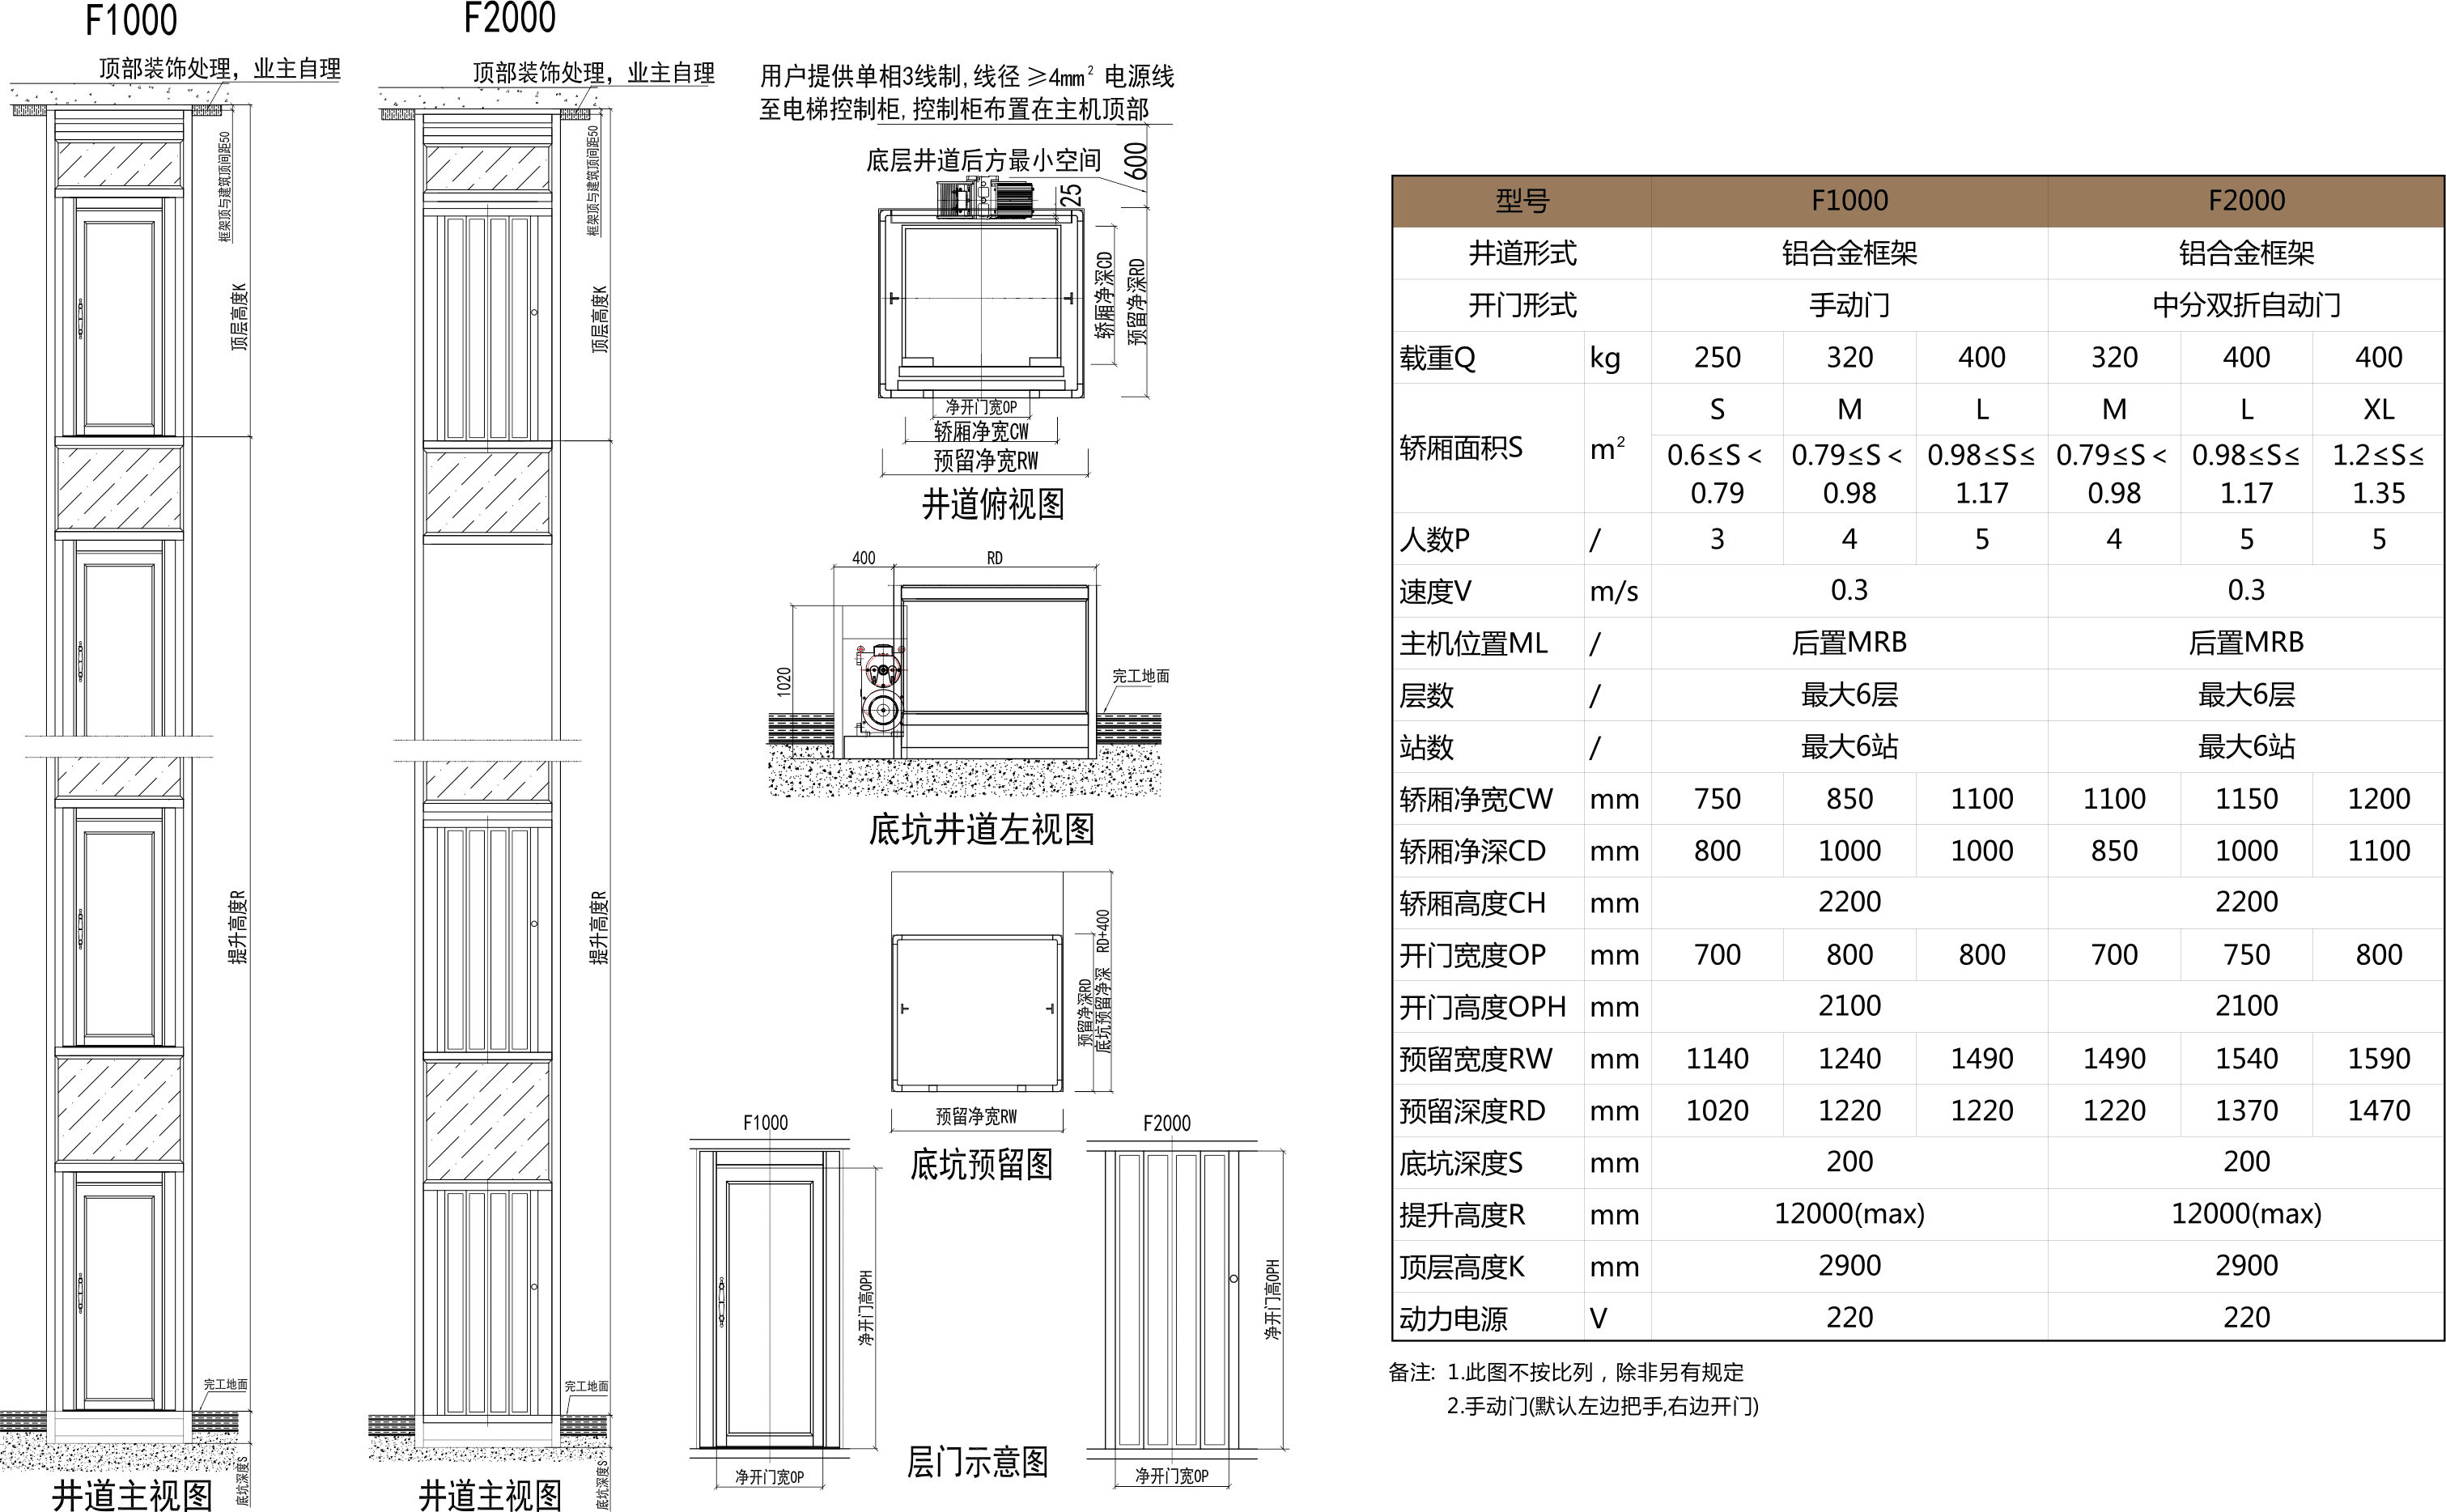 F1000
顶部装饰处理，业主自理
框架顶与建筑顶间距50
顶层高度K
提升高度R
完工地面
底坑深度S
井道主视图
F2000
顶部装饰处理，业主自理
框架顶与建筑顶间距50
顶层高度K
提升高度R
完工地面
底坑深度S
井道主视图
用户提供单相3线制, 线径 ≥4mm² 电源线
至电梯控制柜, 控制柜布置在主机顶部
底层井道后方最小空间
600
25
轿厢净深CD
预留净深RD
净开门宽OP
轿厢净宽CW
预留净宽RW
井道俯视图
400 RD
1020
完工地面
底坑井道左视图
预留净深RD
底坑预留净深 RD+400
预留净宽RW
底坑预留图
F1000
净开门高OPH
净开门宽OP
F2000
净开门高OPH
净开门宽OP
层门示意图
型号 F1000 F2000
井道形式 铝合金框架 铝合金框架
开门形式 手动门 中分双折自动门
载重Q kg 250 320 400 320 400 400
轿厢面积S m² S M L M L XL
0.6≤S＜ 0.79≤S＜ 0.98≤S≤ 0.79≤S＜ 0.98≤S≤ 1.2≤S≤
0.79 0.98 1.17 0.98 1.17 1.35
人数P / 3 4 5 4 5 5
速度V m/s 0.3 0.3
主机位置ML / 后置MRB 后置MRB
层数 / 最大6层 最大6层
站数 / 最大6站 最大6站
轿厢净宽CW mm 750 850 1100 1100 1150 1200
轿厢净深CD mm 800 1000 1000 850 1000 1100
轿厢高度CH mm 2200 2200
开门宽度OP mm 700 800 800 700 750 800
开门高度OPH mm 2100 2100
预留宽度RW mm 1140 1240 1490 1490 1540 1590
预留深度RD mm 1020 1220 1220 1220 1370 1470
底坑深度S mm 200 200
提升高度R mm 12000(max) 12000(max)
顶层高度K mm 2900 2900
动力电源 V 220 220
备注: 1.此图不按比列，除非另有规定
2.手动门(默认左边把手,右边开门)